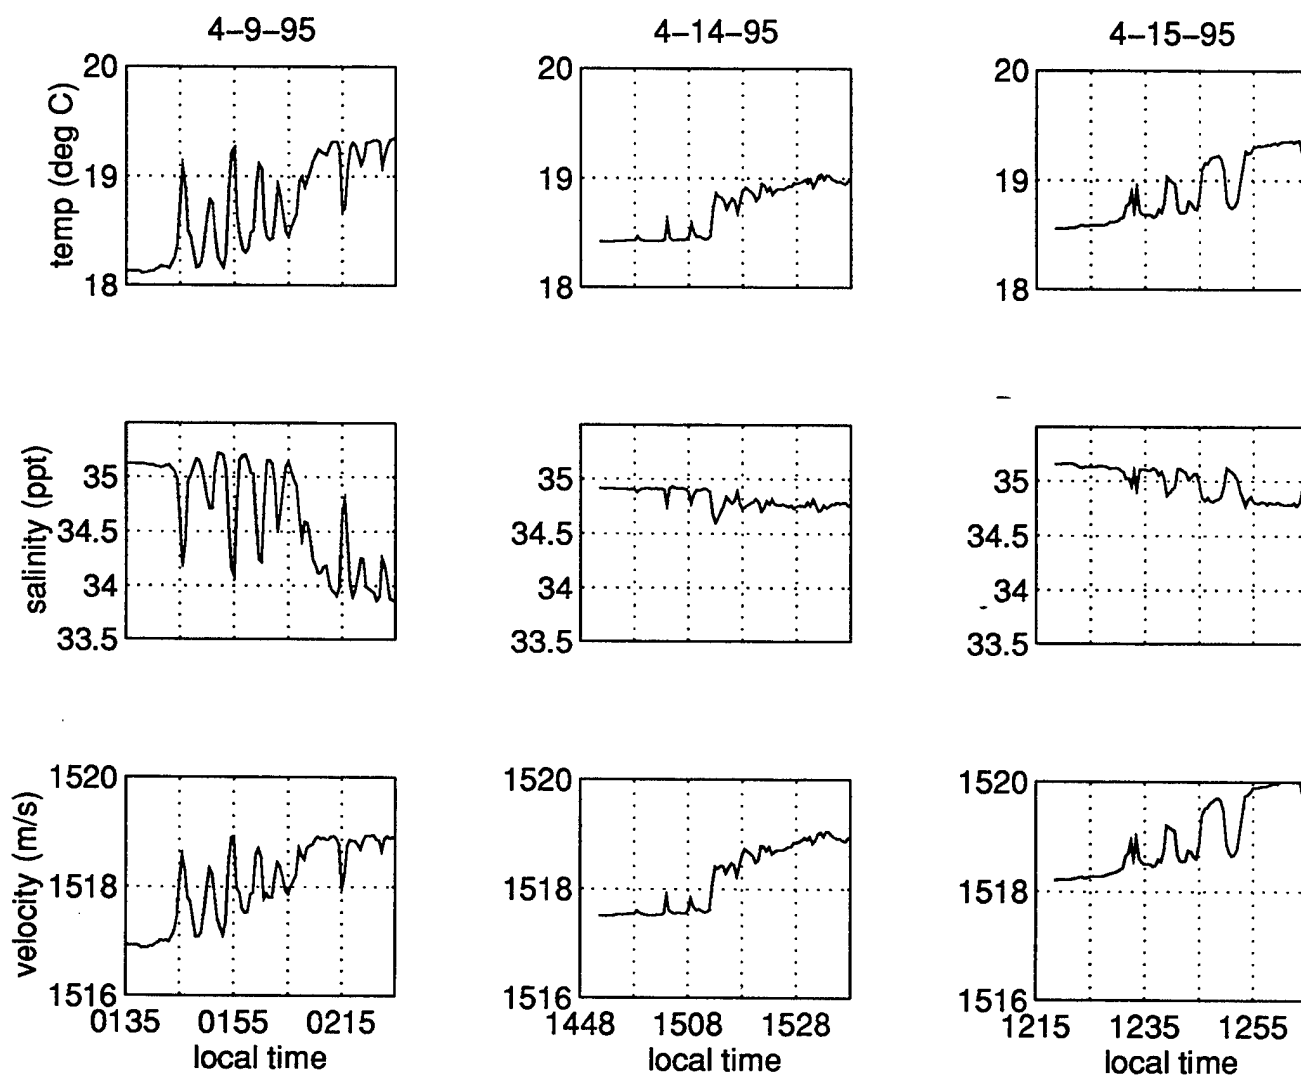 4-9-95 4-14-95 4-15-95
temp (deg C)
20 20 20
19 19 19
18 18 18
salinity (ppt)
35 35 35
34.5 34.5 34.5
34 34 34
33.5 33.5 33.5
velocity (m/s)
1520 1520 1520
1518 1518 1518
1516 1516 1516
0135 0155 0215 1448 1508 1528 1215 1235 1255
local time local time local time